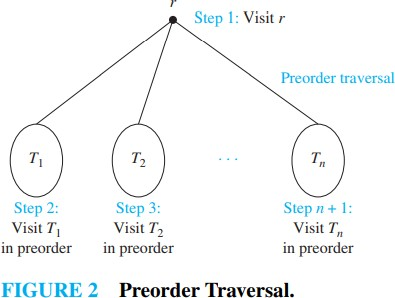 r
Step 1: Visit r
Preorder traversal
T1
T2
. . .
Tn
Step 2:
Visit T1
in preorder
Step 3:
Visit T2
in preorder
Step n + 1:
Visit Tn
in preorder
FIGURE 2 Preorder Traversal.